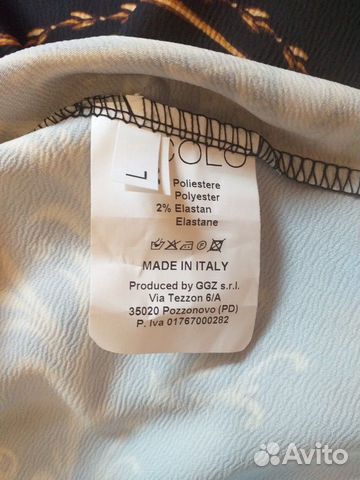 COLO
L
Poliestere
Polyester
2% Elastan
Elastane
MADE IN ITALY
Produced by GGZ s.r.l.
Via Tezzon 6/A
35020 Pozzonovo (PD)
P. Iva 01767000282
Avito